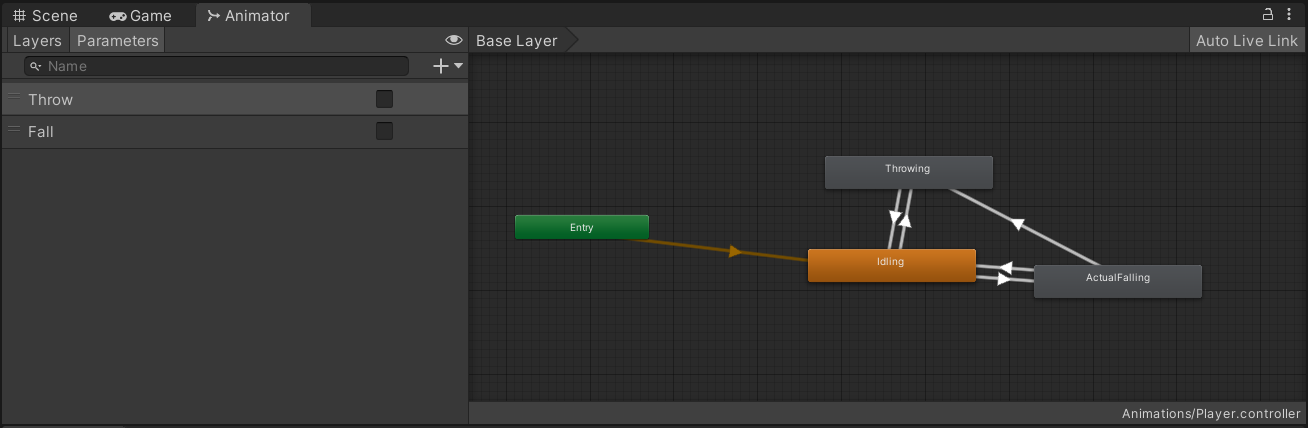 Scene Game Animator
Layers Parameters Base Layer Auto Live Link
Name
Throw
Fall
Throwing
Entry
Idling
ActualFalling
Animations/Player.controller